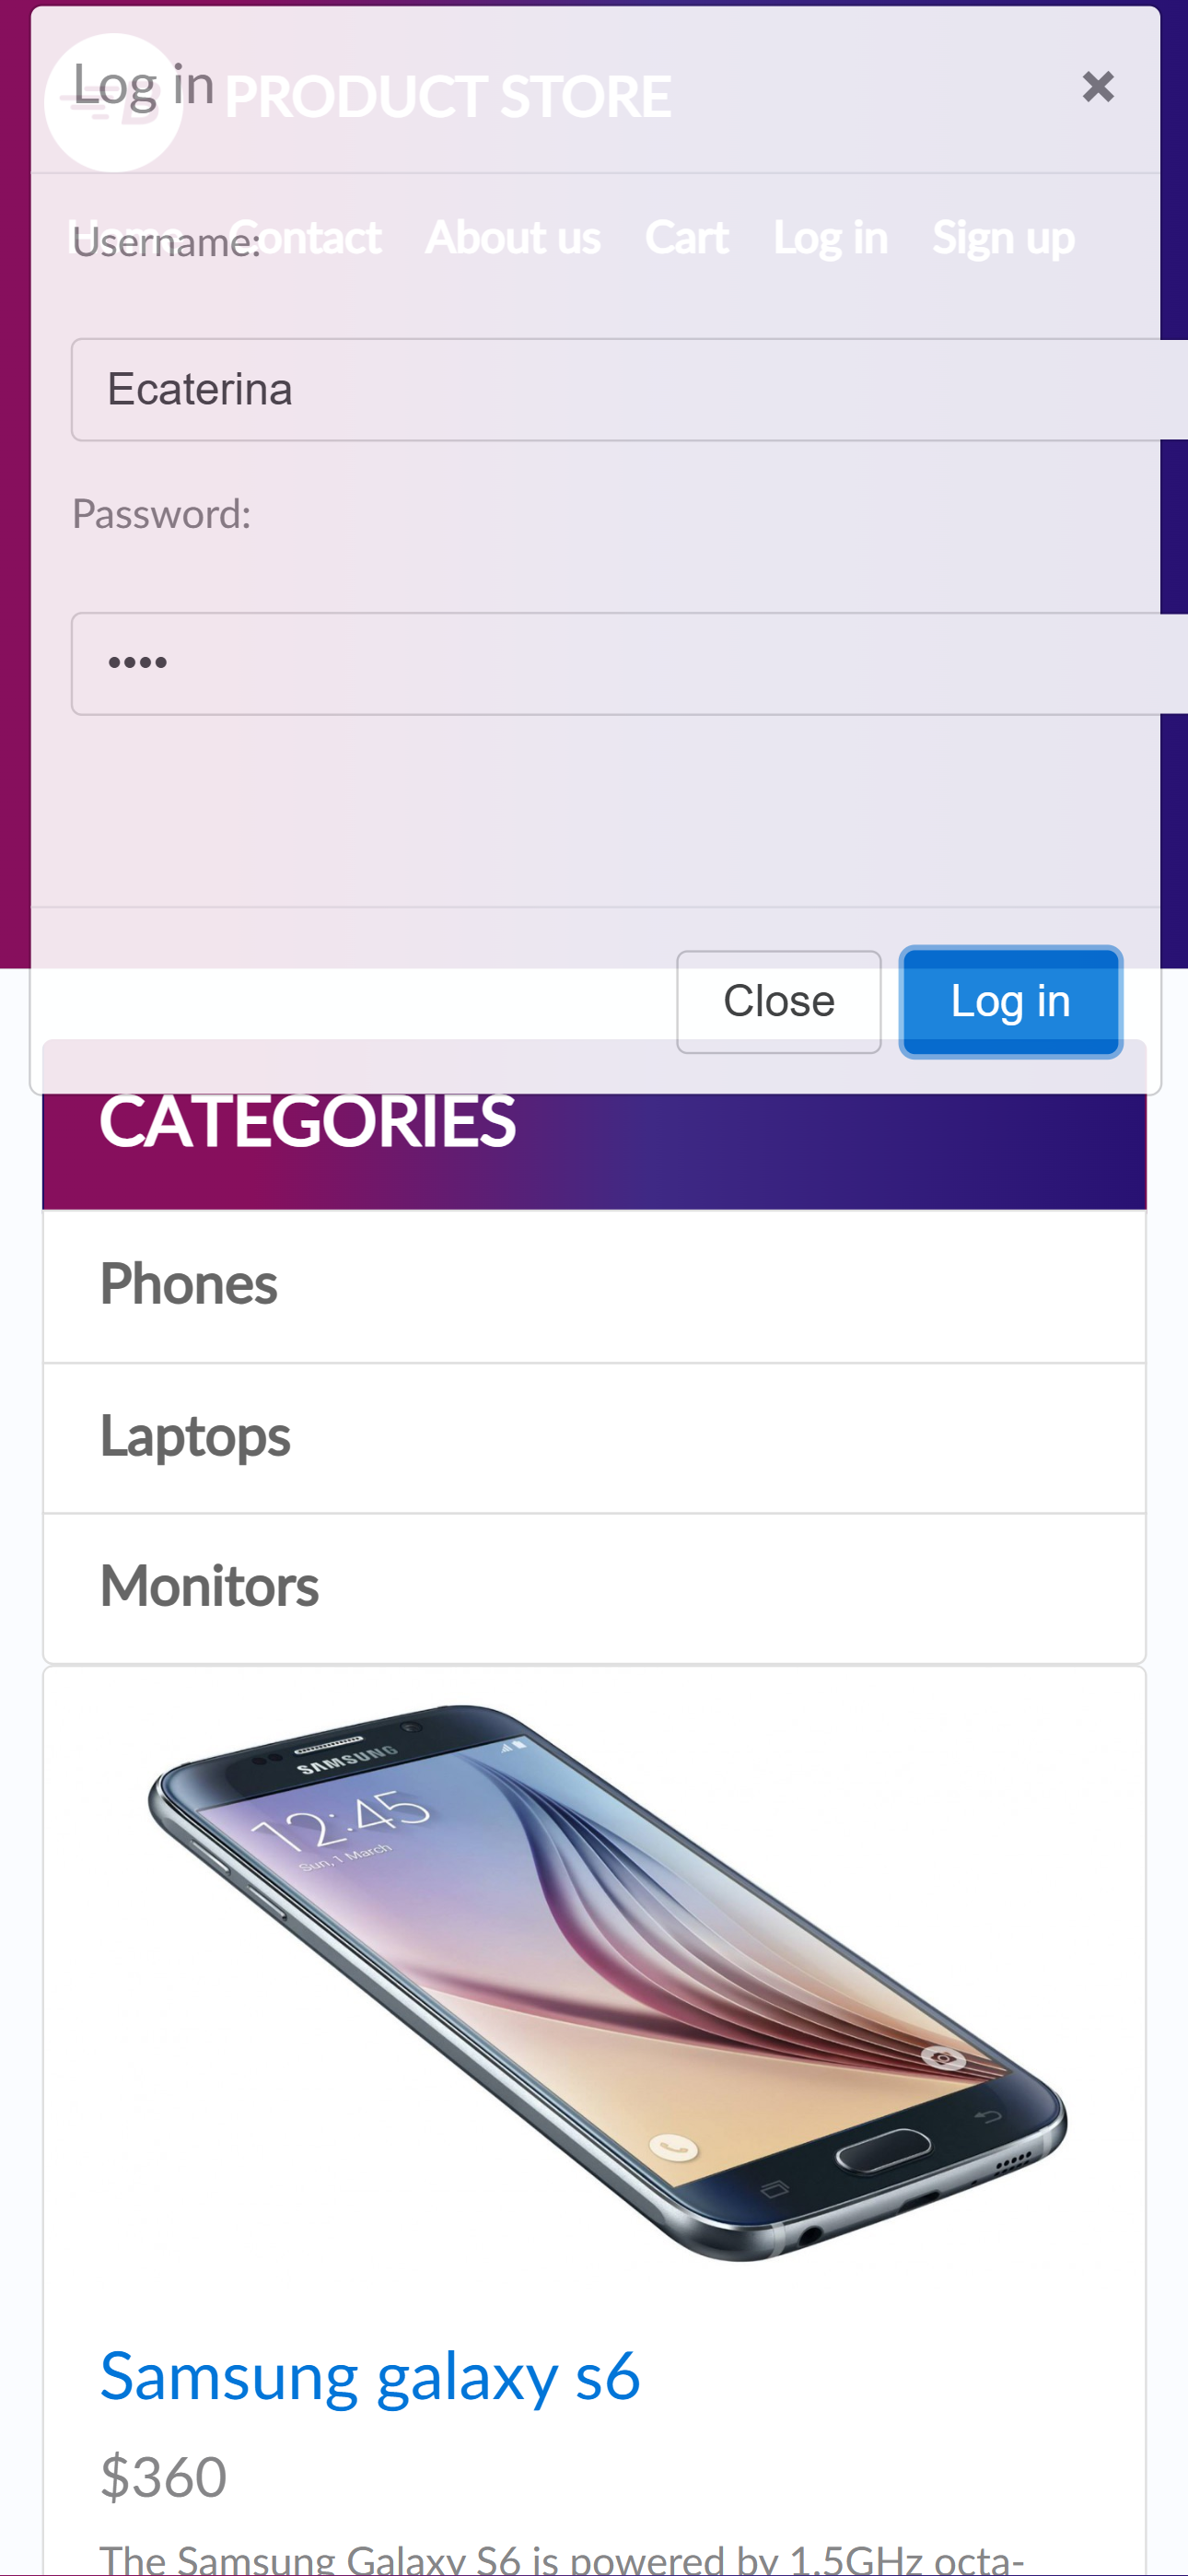 Log in
PRODUCT STORE
Home Contact About us Cart Log in Sign up
Username:
Ecaterina
Password:
••••
Close Log in
CATEGORIES
Phones
Laptops
Monitors
SAMSUNG
12:45
Sun, 1 March
Samsung galaxy s6
$360
The Samsung Galaxy S6 is powered by 1.5GHz octa-